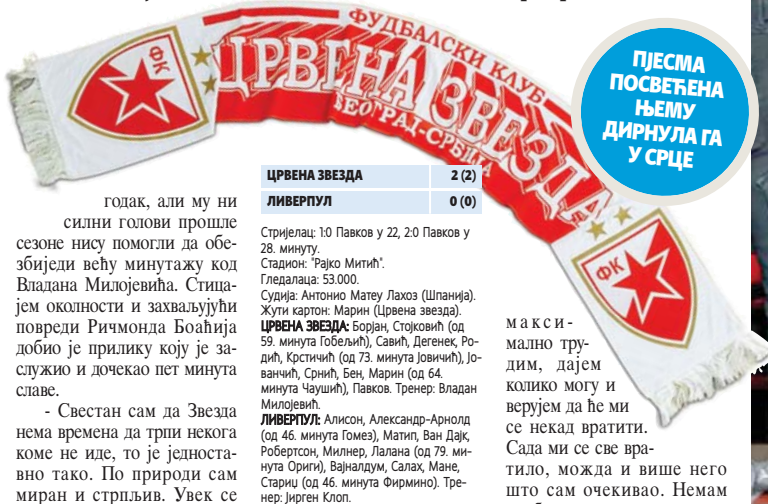 ФУДБАЛСКИ КЛУБ
ЦРВЕНА ЗВЕЗДА
БЕОГРАД-СРБИЈА
ФК
ФК
ПЈЕСМА
ПОСВЕЋЕНА
ЊЕМУ
ДИРНУЛА ГА
У СРЦЕ
годак, али му ни
силни голови прошле
сезоне нису помогли да обе-
збиједи већу минутажу код
Владана Милојевића. Стица-
јем околности и захваљујући
повреди Ричмонда Боаћија
добио је прилику коју је за-
служио и дочекао пет минута
славе.
- Свестан сам да Звезда
нема времена да трпи некога
коме не иде, то је једноста-
вно тако. По природи сам
миран и стрпљив. Увек се
ЦРВЕНА ЗВЕЗДА 2 (2)
ЛИВЕРПУЛ 0 (0)
Стријелац: 1:0 Павков у 22, 2:0 Павков у
28. минуту.
Стадион: "Рајко Митић".
Гледалаца: 53.000.
Судија: Антонио Матеу Лахоз (Шпанија).
Жути картон: Марин (Црвена звезда).
ЦРВЕНА ЗВЕЗДА: Борјан, Стојковић (од
59. минута Гобељић), Савић, Дегенек, Ро-
дић, Крстичић (од 73. минута Јовичић), Јо-
ванчић, Срнић, Бен, Марин (од 64.
минута Чаушић), Павков. Тренер: Владан
Милојевић.
ЛИВЕРПУЛ: Алисон, Александр-Арнолд
(од 46. минута Гомез), Матип, Ван Дајк,
Робертсон, Милнер, Лалана (од 79. ми-
нута Ориги), Вајналдум, Салах, Мане,
Стариџ (од 46. минута Фирмино). Тре-
нер: Јирген Клоп.
макси-
мално тру-
дим, дајем
колико могу и
верујем да ће ми
се некад вратити.
Сада ми се све вра-
тило, можда и више него
што сам очекивао. Немам